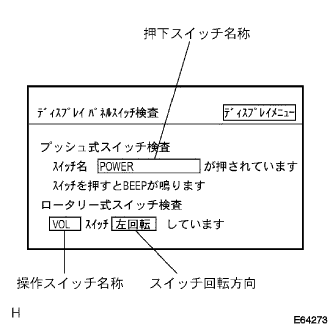 押下スイッチ名称
ﾃﾞｨｽﾌﾟﾚｲ ﾊﾟﾈﾙｽｲｯﾁ検査 ﾃﾞｨｽﾌﾟﾚｲﾒﾆｭｰ
プッシュ式スイッチ検査
ｽｲｯﾁ名 POWER が押されています
ｽｲｯﾁを押すとBEEPが鳴ります
ロータリー式スイッチ検査
VOL ｽｲｯﾁ 左回転 しています
操作スイッチ名称 スイッチ回転方向
H
E64273